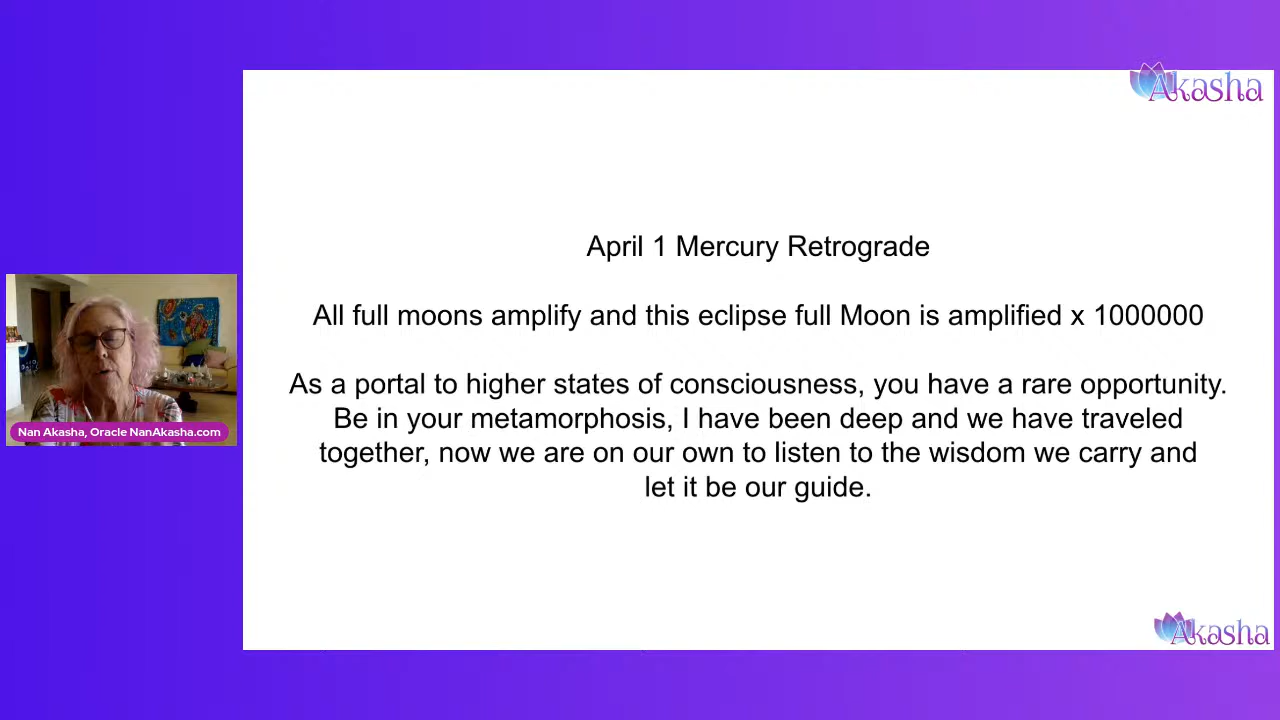 Akasha
April 1 Mercury Retrograde
All full moons amplify and this eclipse full Moon is amplified x 1000000
As a portal to higher states of consciousness, you have a rare opportunity.
Be in your metamorphosis, I have been deep and we have traveled
together, now we are on our own to listen to the wisdom we carry and
let it be our guide.
Nan Akasha, Oracle NanAkasha.com
Akasha